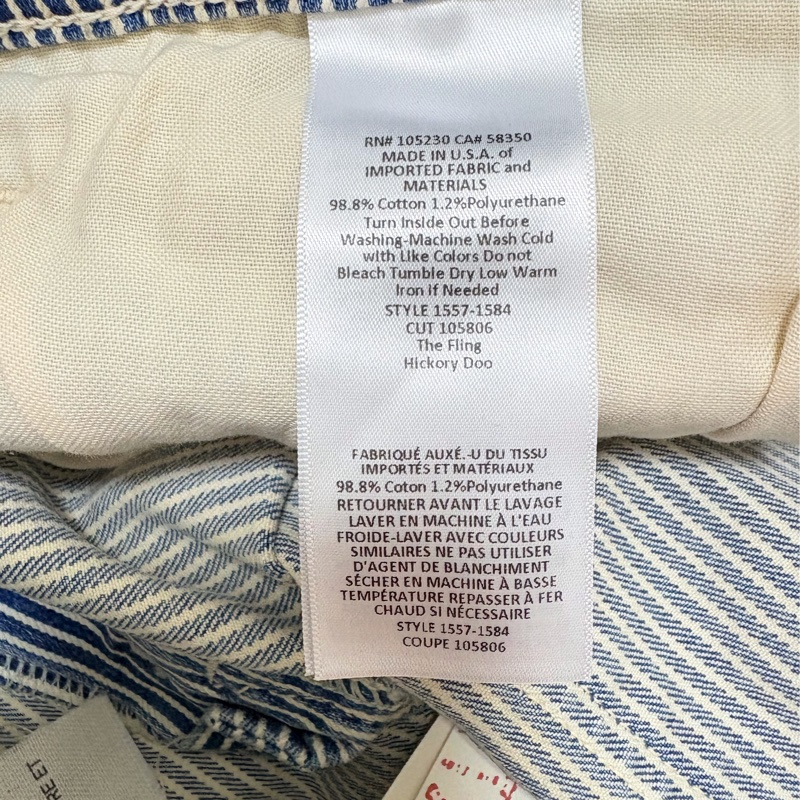 RN# 105230 CA# 58350
MADE IN U.S.A. of
IMPORTED FABRIC and
MATERIALS
98.8% Cotton 1.2%Polyurethane
Turn Inside Out Before
Washing-Machine Wash Cold
with Like Colors Do not
Bleach Tumble Dry Low Warm
Iron if Needed
STYLE 1557-1584
CUT 105806
The Fling
Hickory Doo
FABRIQUÉ AUXÉ.-U DU TISSU
IMPORTÉS ET MATÉRIAUX
98.8% Coton 1.2%Polyurethane
RETOURNER AVANT LE LAVAGE
LAVER EN MACHINE À L'EAU
FROIDE-LAVER AVEC COULEURS
SIMILAIRES NE PAS UTILISER
D'AGENT DE BLANCHIMENT
SÉCHER EN MACHINE À BASSE
TEMPÉRATURE REPASSER À FER
CHAUD SI NÉCESSAIRE
STYLE 1557-1584
COUPE 105806